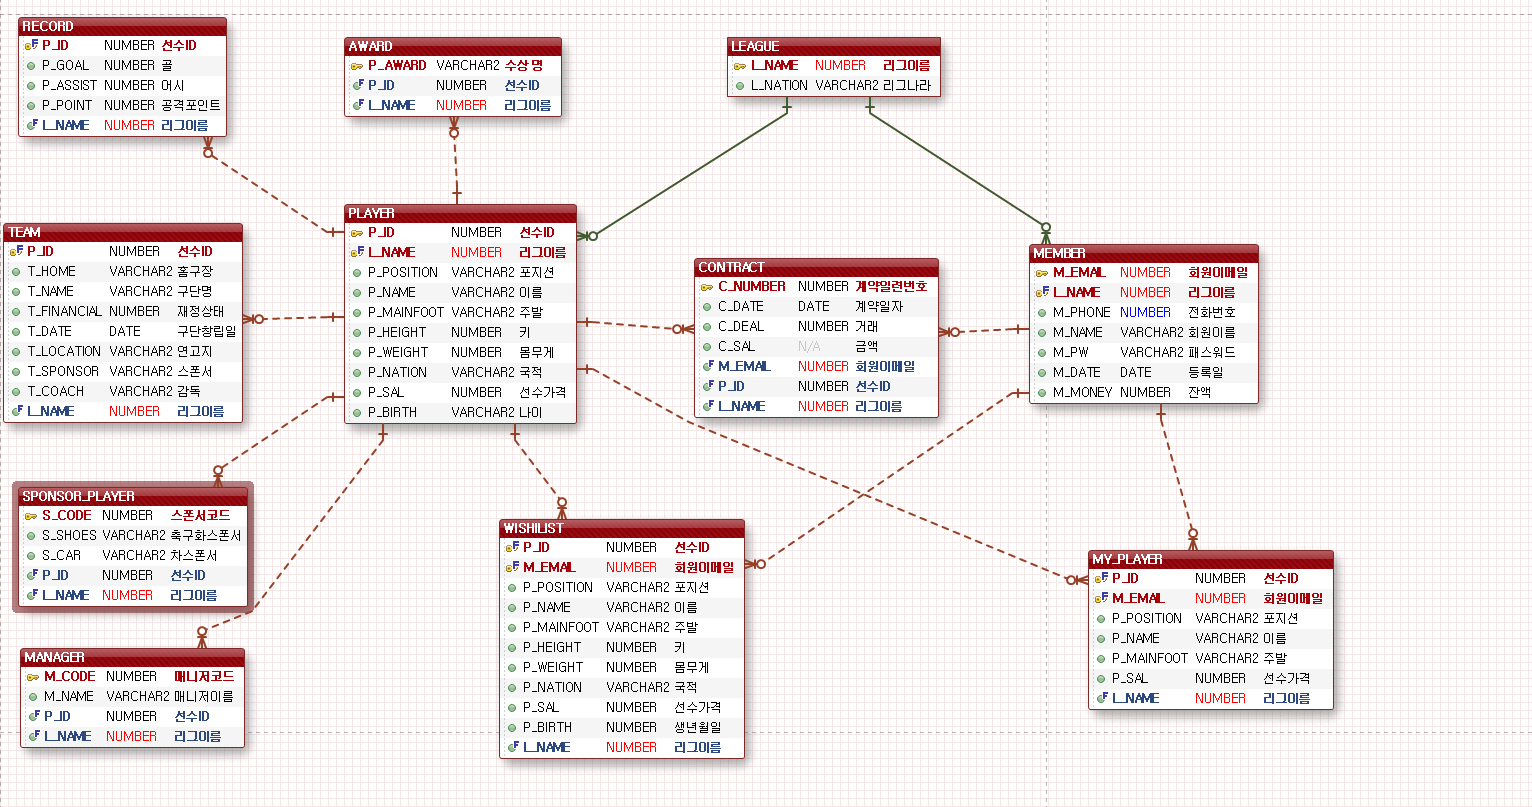 RECORD
P_ID NUMBER 선수ID
P_GOAL NUMBER 골
P_ASSIST NUMBER 어시
P_POINT NUMBER 공격포인트
L_NAME NUMBER 리그이름
AWARD
P_AWARD VARCHAR2 수상 명
P_ID NUMBER 선수ID
L_NAME NUMBER 리그이름
LEAGUE
L_NAME NUMBER 리그이름
L_NATION VARCHAR2 리그나라
TEAM
P_ID NUMBER 선수ID
T_HOME VARCHAR2 홈구장
T_NAME VARCHAR2 구단명
T_FINANCIAL NUMBER 재정상태
T_DATE DATE 구단창립일
T_LOCATION VARCHAR2 연고지
T_SPONSOR VARCHAR2 스폰서
T_COACH VARCHAR2 감독
L_NAME NUMBER 리그이름
PLAYER
P_ID NUMBER 선수ID
L_NAME NUMBER 리그이름
P_POSITION VARCHAR2 포지션
P_NAME VARCHAR2 이름
P_MAINFOOT VARCHAR2 주발
P_HEIGHT NUMBER 키
P_WEIGHT NUMBER 몸무게
P_NATION VARCHAR2 국적
P_SAL NUMBER 선수가격
P_BIRTH VARCHAR2 나이
CONTRACT
C_NUMBER NUMBER 계약일련번호
C_DATE DATE 계약일자
C_DEAL NUMBER 거래
C_SAL N/A 금액
M_EMAIL NUMBER 회원이메일
P_ID NUMBER 선수ID
L_NAME NUMBER 리그이름
MEMBER
M_EMAIL NUMBER 회원이메일
L_NAME NUMBER 리그이름
M_PHONE NUMBER 전화번호
M_NAME VARCHAR2 회원이름
M_PW VARCHAR2 패스워드
M_DATE DATE 등록일
M_MONEY NUMBER 잔액
SPONSOR_PLAYER
S_CODE NUMBER 스폰서코드
S_SHOES VARCHAR2 축구화스폰서
S_CAR VARCHAR2 차스폰서
P_ID NUMBER 선수ID
L_NAME NUMBER 리그이름
MANAGER
M_CODE NUMBER 매니저코드
M_NAME VARCHAR2 매니저이름
P_ID NUMBER 선수ID
L_NAME NUMBER 리그이름
WISHILIST
P_ID NUMBER 선수ID
M_EMAIL NUMBER 회원이메일
P_POSITION VARCHAR2 포지션
P_NAME VARCHAR2 이름
P_MAINFOOT VARCHAR2 주발
P_HEIGHT NUMBER 키
P_WEIGHT NUMBER 몸무게
P_NATION VARCHAR2 국적
P_SAL NUMBER 선수가격
P_BIRTH NUMBER 생년월일
L_NAME NUMBER 리그이름
MY_PLAYER
P_ID NUMBER 선수ID
M_EMAIL NUMBER 회원이메일
P_POSITION VARCHAR2 포지션
P_NAME VARCHAR2 이름
P_MAINFOOT VARCHAR2 주발
P_SAL NUMBER 선수가격
L_NAME NUMBER 리그이름